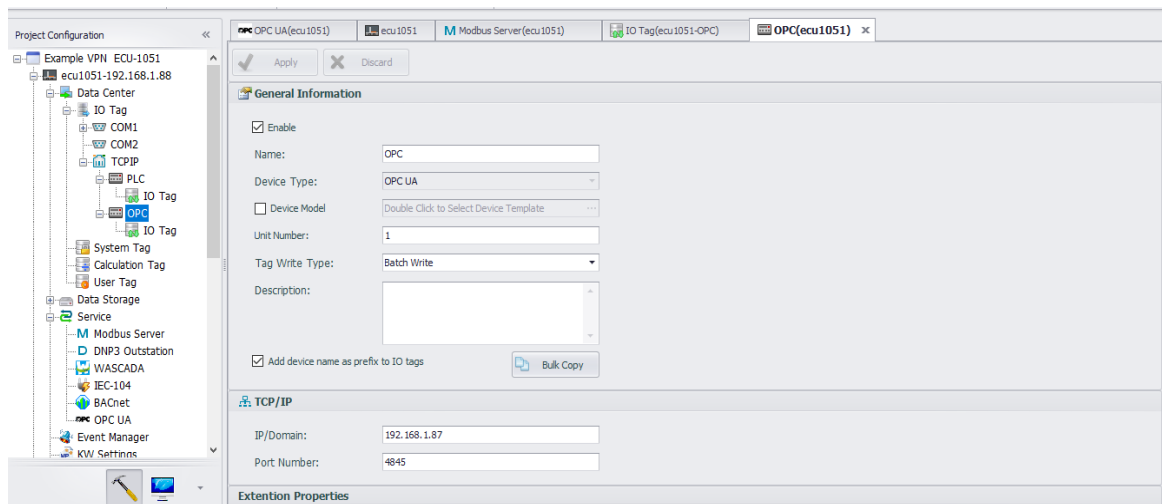 Project Configuration
«
Example VPN ECU-1051
ecu1051-192.168.1.88
Data Center
IO Tag
COM1
COM2
TCPIP
PLC
IO Tag
OPC
IO Tag
System Tag
Calculation Tag
User Tag
Data Storage
Service
M Modbus Server
D DNP3 Outstation
WASCADA
IEC-104
BACnet
OPC OPC UA
Event Manager
KW Settings
OPC OPC UA(ecu1051)
ecu1051
M Modbus Server(ecu1051)
IO Tag(ecu1051-OPC)
OPC(ecu1051) ×
Apply
Discard
General Information
Enable
Name: OPC
Device Type: OPC UA
Device Model Double Click to Select Device Template ...
Unit Number: 1
Tag Write Type: Batch Write
Description:
Add device name as prefix to IO tags
Bulk Copy
TCP/IP
IP/Domain: 192.168.1.87
Port Number: 4845
Extention Properties